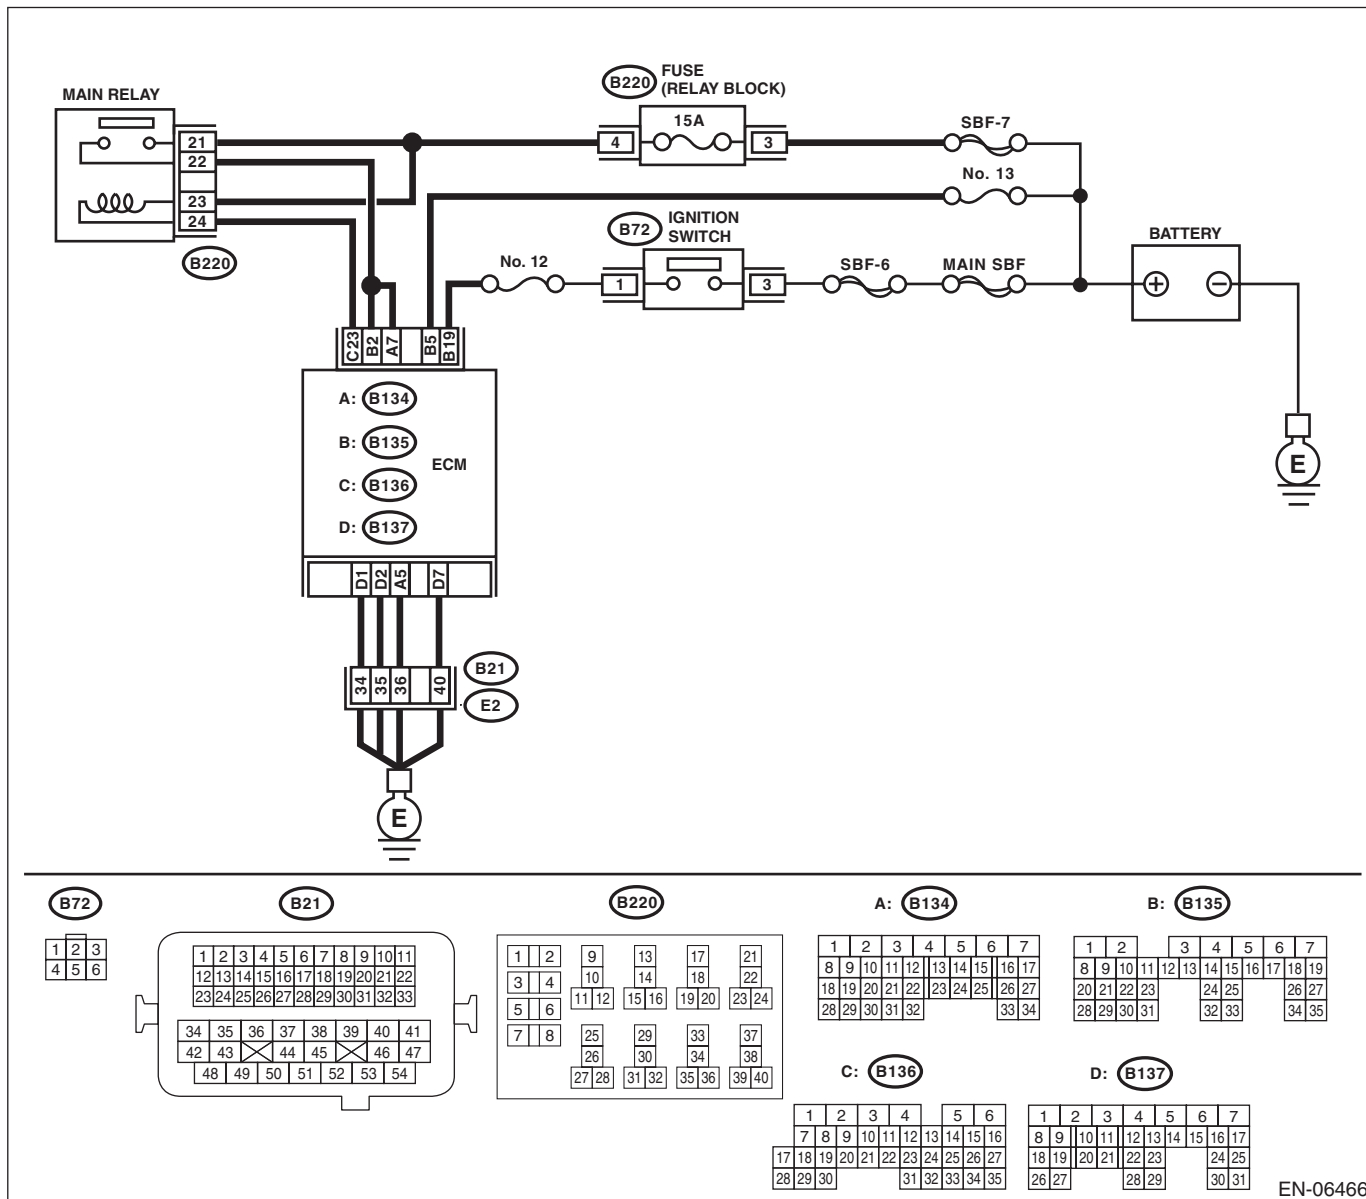 MAIN RELAY
B220
FUSE
(RELAY BLOCK)
15A
4
3
SBF-7
21
22
23
24
B220
No. 13
B72
IGNITION
SWITCH
No. 12
1
3
SBF-6
MAIN SBF
BATTERY
+
−
E
C23 B2 A7 B5 B19
A: B134
B: B135
C: B136
D: B137
ECM
D1 D2 A5 D7
34 35 36 40
B21
E2
E
B72
1 2 3
4 5 6
B21
1 2 3 4 5 6 7 8 9 10 11
12 13 14 15 16 17 18 19 20 21 22
23 24 25 26 27 28 29 30 31 32 33
34 35 36 37 38 39 40 41
42 43 44 45 46 47
48 49 50 51 52 53 54
B220
1 2
3 4
5 6
7 8
9 13 17 21
10 14 18 22
11 12 15 16 19 20 23 24
25 29 33 37
26 30 34 38
27 28 31 32 35 36 39 40
A: B134
1 2 3 4 5 6 7
8 9 10 11 12 13 14 15 16 17
18 19 20 21 22 23 24 25 26 27
28 29 30 31 32 33 34
B: B135
1 2 3 4 5 6 7
8 9 10 11 12 13 14 15 16 17 18 19
20 21 22 23 24 25 26 27
28 29 30 31 32 33 34 35
C: B136
1 2 3 4 5 6
7 8 9 10 11 12 13 14 15 16
17 18 19 20 21 22 23 24 25 26 27
28 29 30 31 32 33 34 35
D: B137
1 2 3 4 5 6 7
8 9 10 11 12 13 14 15 16 17
18 19 20 21 22 23 24 25
26 27 28 29 30 31
EN-06466